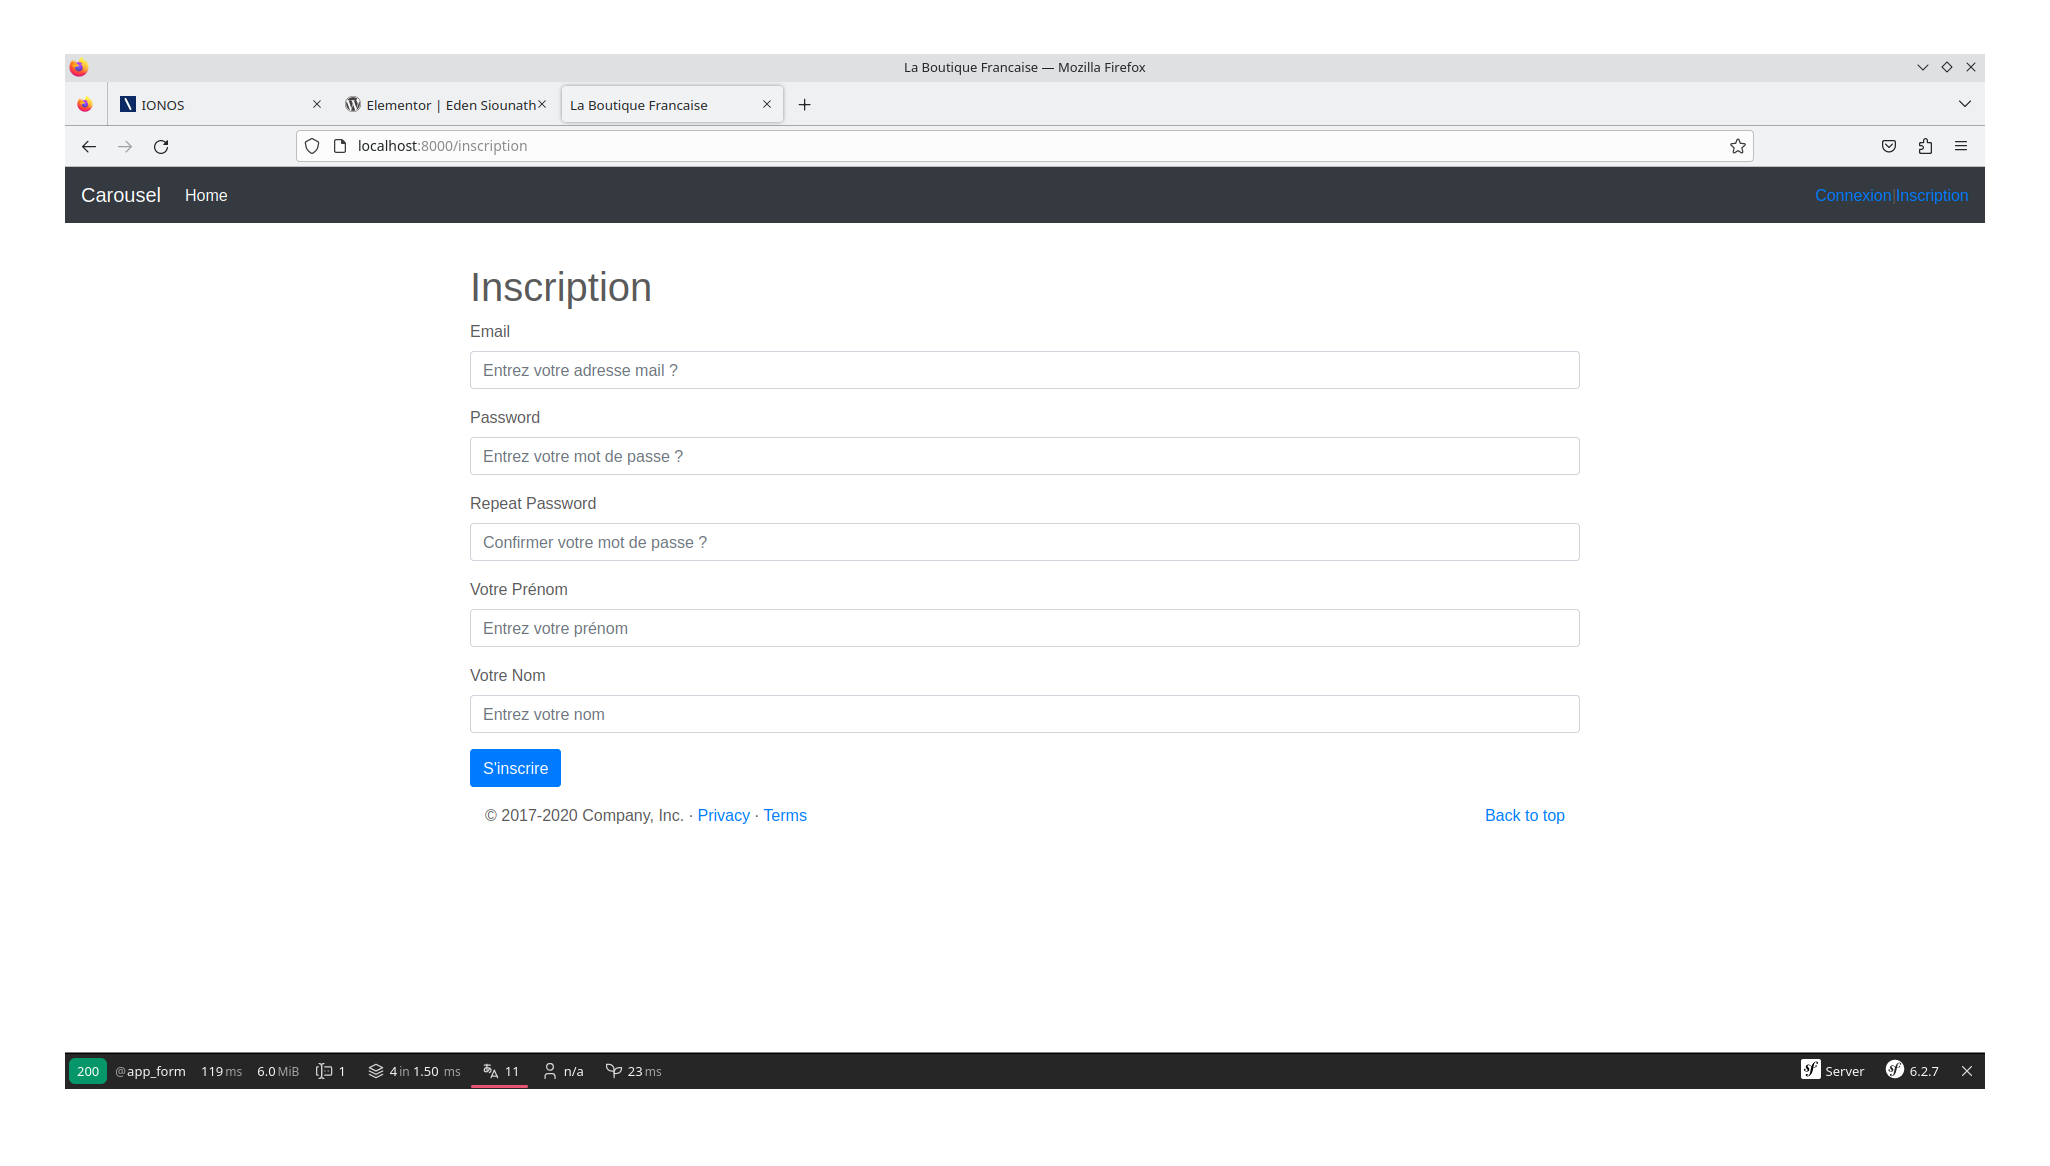 La Boutique Francaise — Mozilla Firefox
IONOS
Elementor | Eden Siounath
La Boutique Francaise
localhost:8000/inscription
Carousel Home Connexion|Inscription
Inscription
Email
Entrez votre adresse mail ?
Password
Entrez votre mot de passe ?
Repeat Password
Confirmer votre mot de passe ?
Votre Prénom
Entrez votre prénom
Votre Nom
Entrez votre nom
S'inscrire
© 2017-2020 Company, Inc. · Privacy · Terms Back to top
200 @app_form 119 ms 6.0 MiB 1 4 in 1.50 ms 11 n/a 23 ms sf Server sf 6.2.7